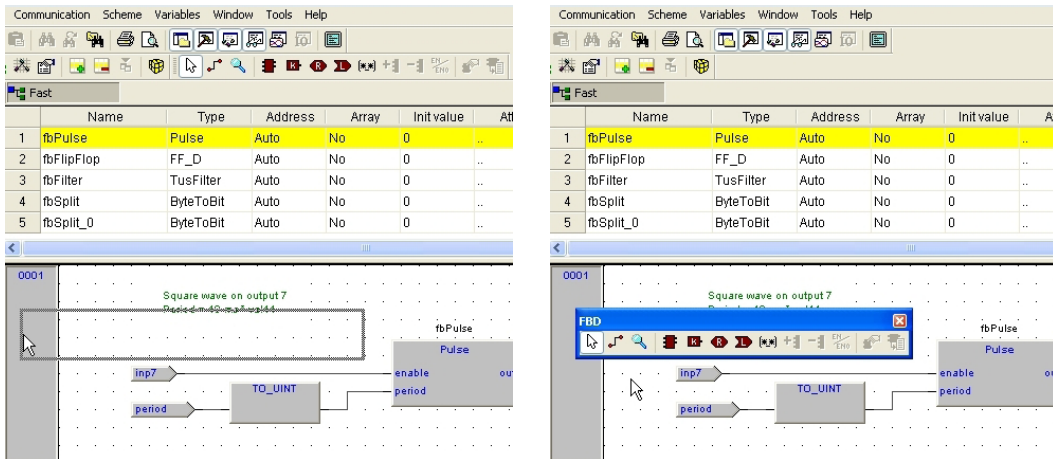 Communication Scheme Variables Window Tools Help
Fast
Name Type Address Array Init value
1 fbPulse Pulse Auto No 0 ..
2 fbFlipFlop FF_D Auto No 0 ..
3 fbFilter TusFilter Auto No 0 ..
4 fbSplit ByteToBit Auto No 0 ..
5 fbSplit_0 ByteToBit Auto No 0 ..
0001
Square wave on output 7
fbPulse
Pulse
inp7
enable
TO_UINT
period
period
Communication Scheme Variables Window Tools Help
Fast
Name Type Address Array Init value
1 fbPulse Pulse Auto No 0 ..
2 fbFlipFlop FF_D Auto No 0 ..
3 fbFilter TusFilter Auto No 0 ..
4 fbSplit ByteToBit Auto No 0 ..
5 fbSplit_0 ByteToBit Auto No 0 ..
0001
Square wave on output 7
FBD
EN/ENO
fbPulse
Pulse
inp7
enable
TO_UINT
period
period